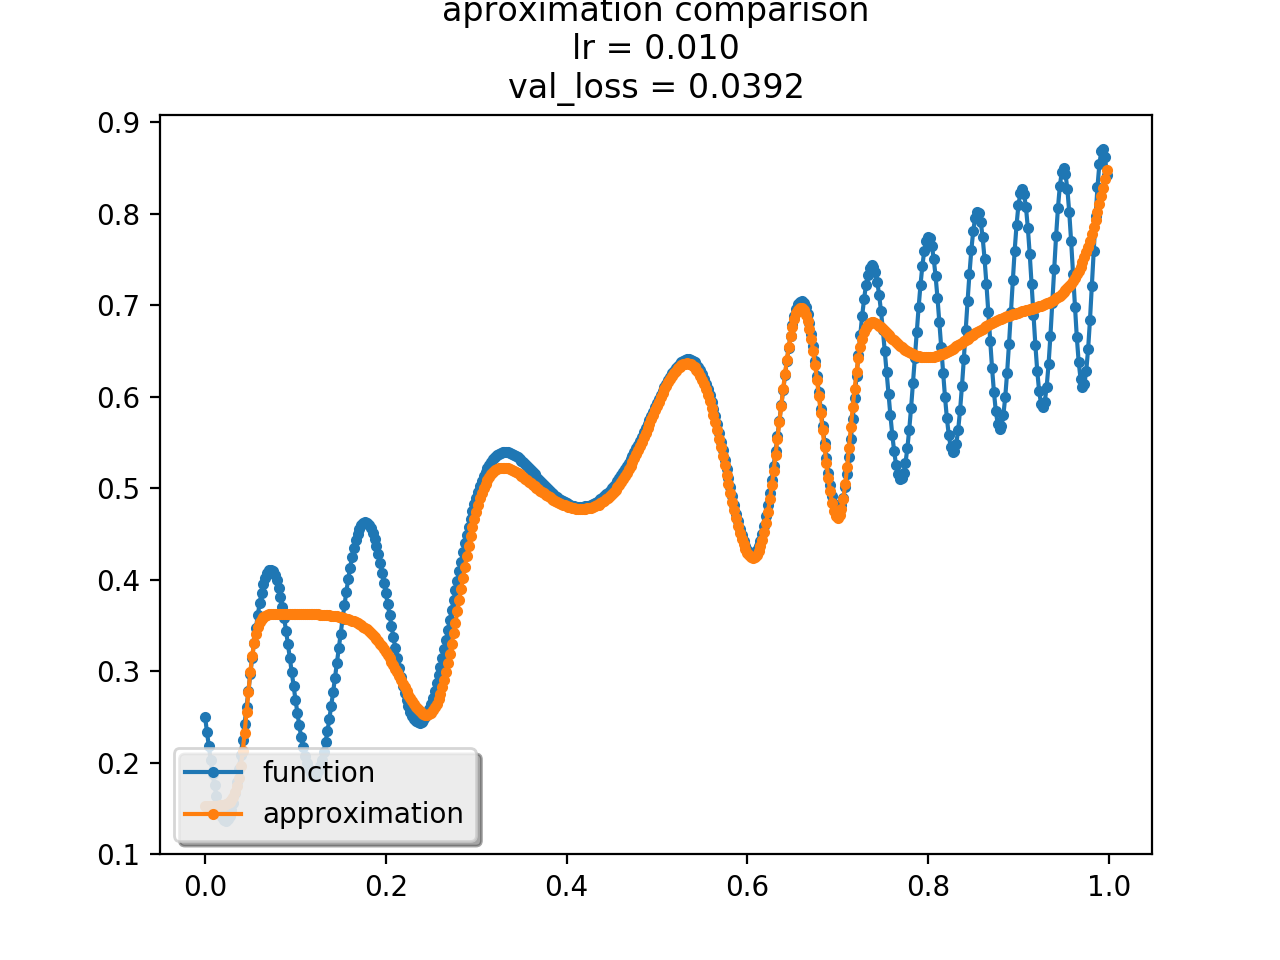 aproximation comparison
lr = 0.010
val_loss = 0.0392
0.9
0.8
0.7
0.6
0.5
0.4
0.3
0.2
0.1
function
approximation
0.0 0.2 0.4 0.6 0.8 1.0